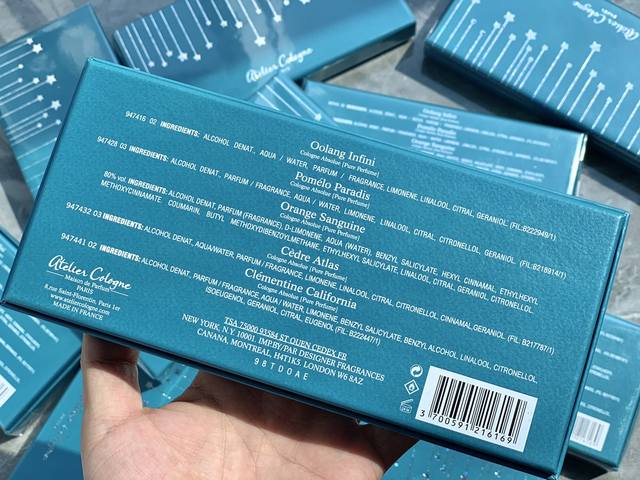 Atelier Cologne
Atelier Cologne
Oolang Infini
Cologne Absolue (Pure Perfume)
947416 02 INGREDIENTS: ALCOHOL DENAT., AQUA / WATER, PARFUM / FRAGRANCE, LIMONENE, LINALOOL, CITRAL, GERANIOL. (FIL:B222949/1)
Pomélo Paradis
Cologne Absolue (Pure Perfume)
947428 03 INGREDIENTS: ALCOHOL DENAT., PARFUM / FRAGRANCE, AQUA / WATER, LIMONENE, LINALOOL, CITRAL, CITRONELLOL, GERANIOL. (FIL:B218914/1)
Orange Sanguine
Cologne Absolue (Pure Perfume)
80% vol. INGREDIENTS: ALCOHOL DENAT, PARFUM (FRAGRANCE), D-LIMONENE, AQUA (WATER), BENZYL SALICYLATE, HEXYL CINNAMAL, ETHYLHEXYL
METHOXYCINNAMATE, COUMARIN, BUTYL METHOXYDIBENZOYLMETHANE, ETHYLHEXYL SALICYLATE, LINALOOL, CITRAL, GERANIOL, CITRONELLOL.
Cèdre Atlas
Cologne Absolue (Pure Perfume)
947432 03 INGREDIENTS: ALCOHOL DENAT, AQUA/WATER, PARFUM / FRAGRANCE, LIMONENE, LINALOOL, CITRAL, CITRONELLOL, CINNAMAL, GERANIOL. (FIL: B217787/1)
Clémentine California
Cologne Absolue (Pure Perfume)
947441 02 INGREDIENTS: ALCOHOL DENAT., PARFUM / FRAGRANCE, AQUA / WATER, LIMONENE, BENZYL SALICYLATE, BENZYL ALCOHOL, LINALOOL, CITRONELLOL,
ISOEUGENOL, GERANIOL, CITRAL, EUGENOL (FIL: B222447/1)
Atelier Cologne
Maison de Parfum
PARIS
8, rue Saint-Florentin, Paris 1er
www.ateliercologne.com
MADE IN FRANCE
TSA 75000 93584 ST OUEN CEDEX FR
NEW YORK, N.Y. 10001 IMP/BY/PAR DESIGNER FRAGRANCES
CANANA, MONTREAL, H4T1K5. LONDON W6 8AZ
98TDOAE
3 700591 216169